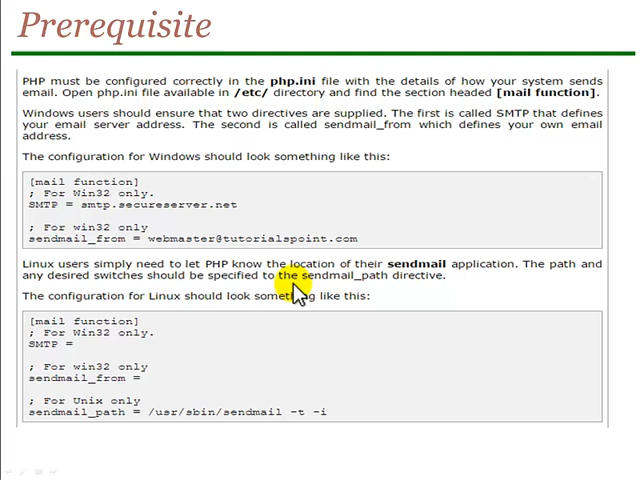 Prerequisite
PHP must be configured correctly in the php.ini file with the details of how your system sends
email. Open php.ini file available in /etc/ directory and find the section headed [mail function].
Windows users should ensure that two directives are supplied. The first is called SMTP that defines
your email server address. The second is called sendmail_from which defines your own email
address.
The configuration for Windows should look something like this:
[mail function]
; For Win32 only.
SMTP = smtp.secureserver.net
; For win32 only
sendmail_from = webmaster@tutorialspoint.com
Linux users simply need to let PHP know the location of their sendmail application. The path and
any desired switches should be specified to the sendmail_path directive.
The configuration for Linux should look something like this:
[mail function]
; For Win32 only.
SMTP =
; For win32 only
sendmail_from =
; For Unix only
sendmail_path = /usr/sbin/sendmail -t -i